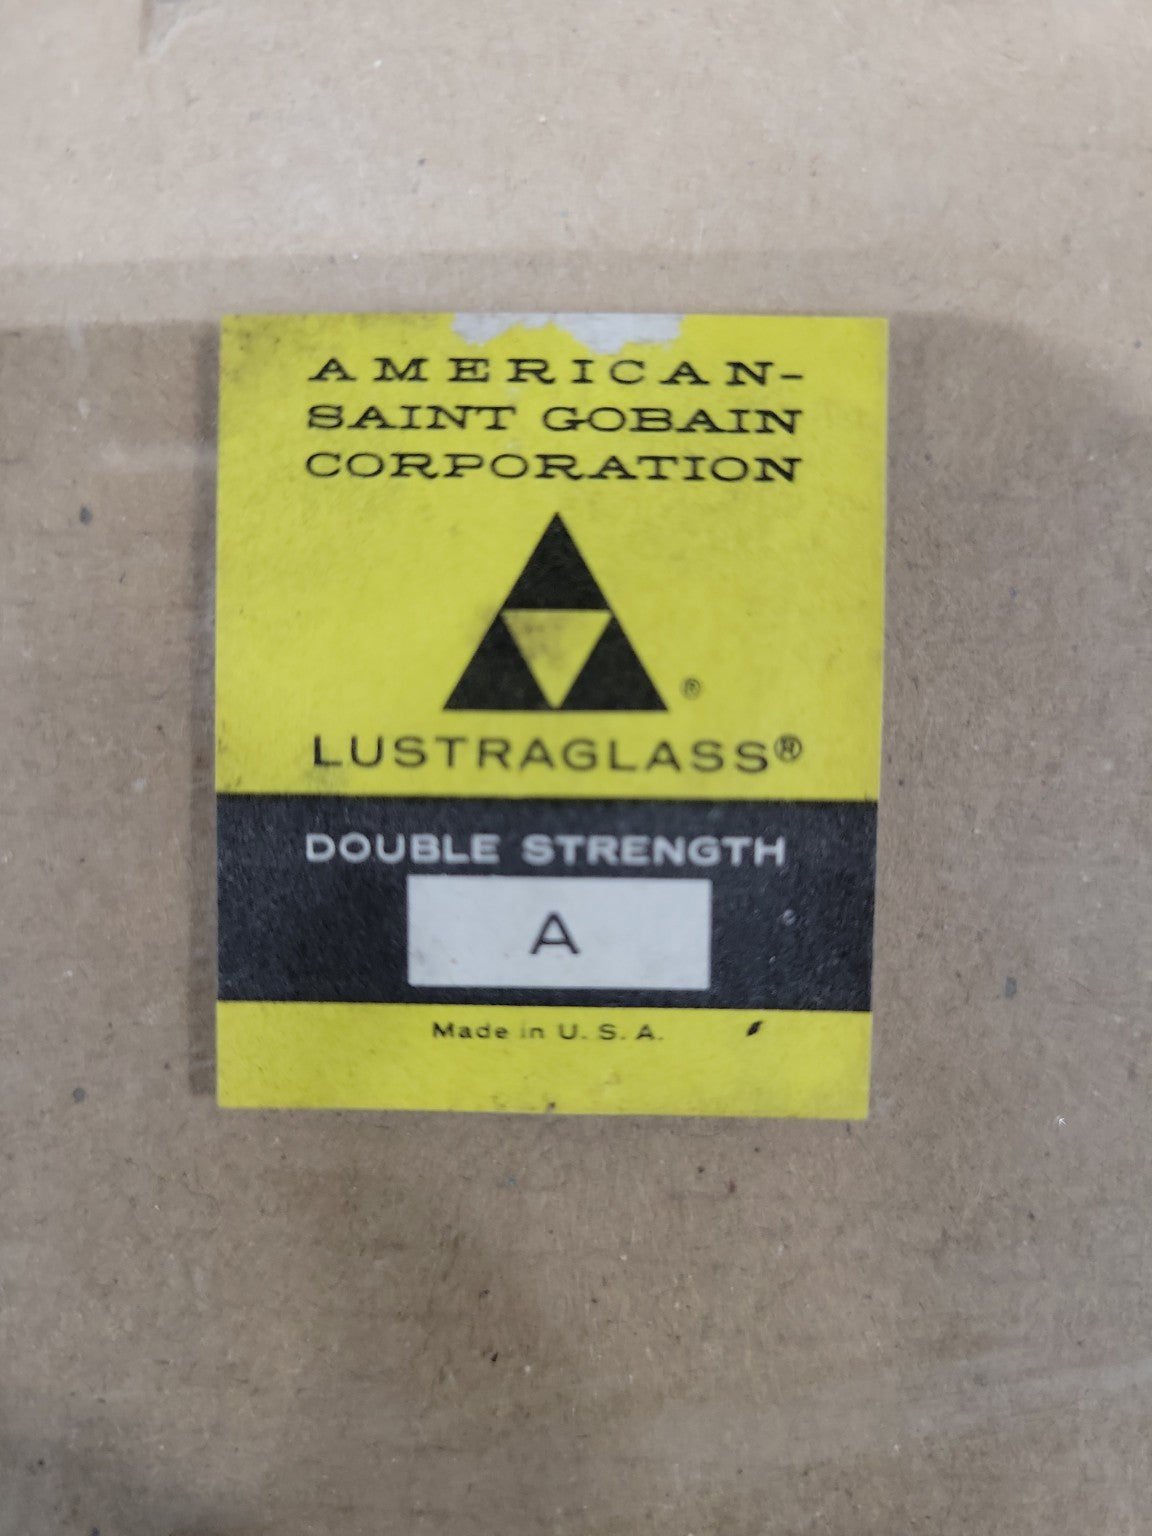 AMERICAN-
SAINT GOBAIN
CORPORATION
®
LUSTRAGLASS®
DOUBLE STRENGTH
A
Made in U. S. A.